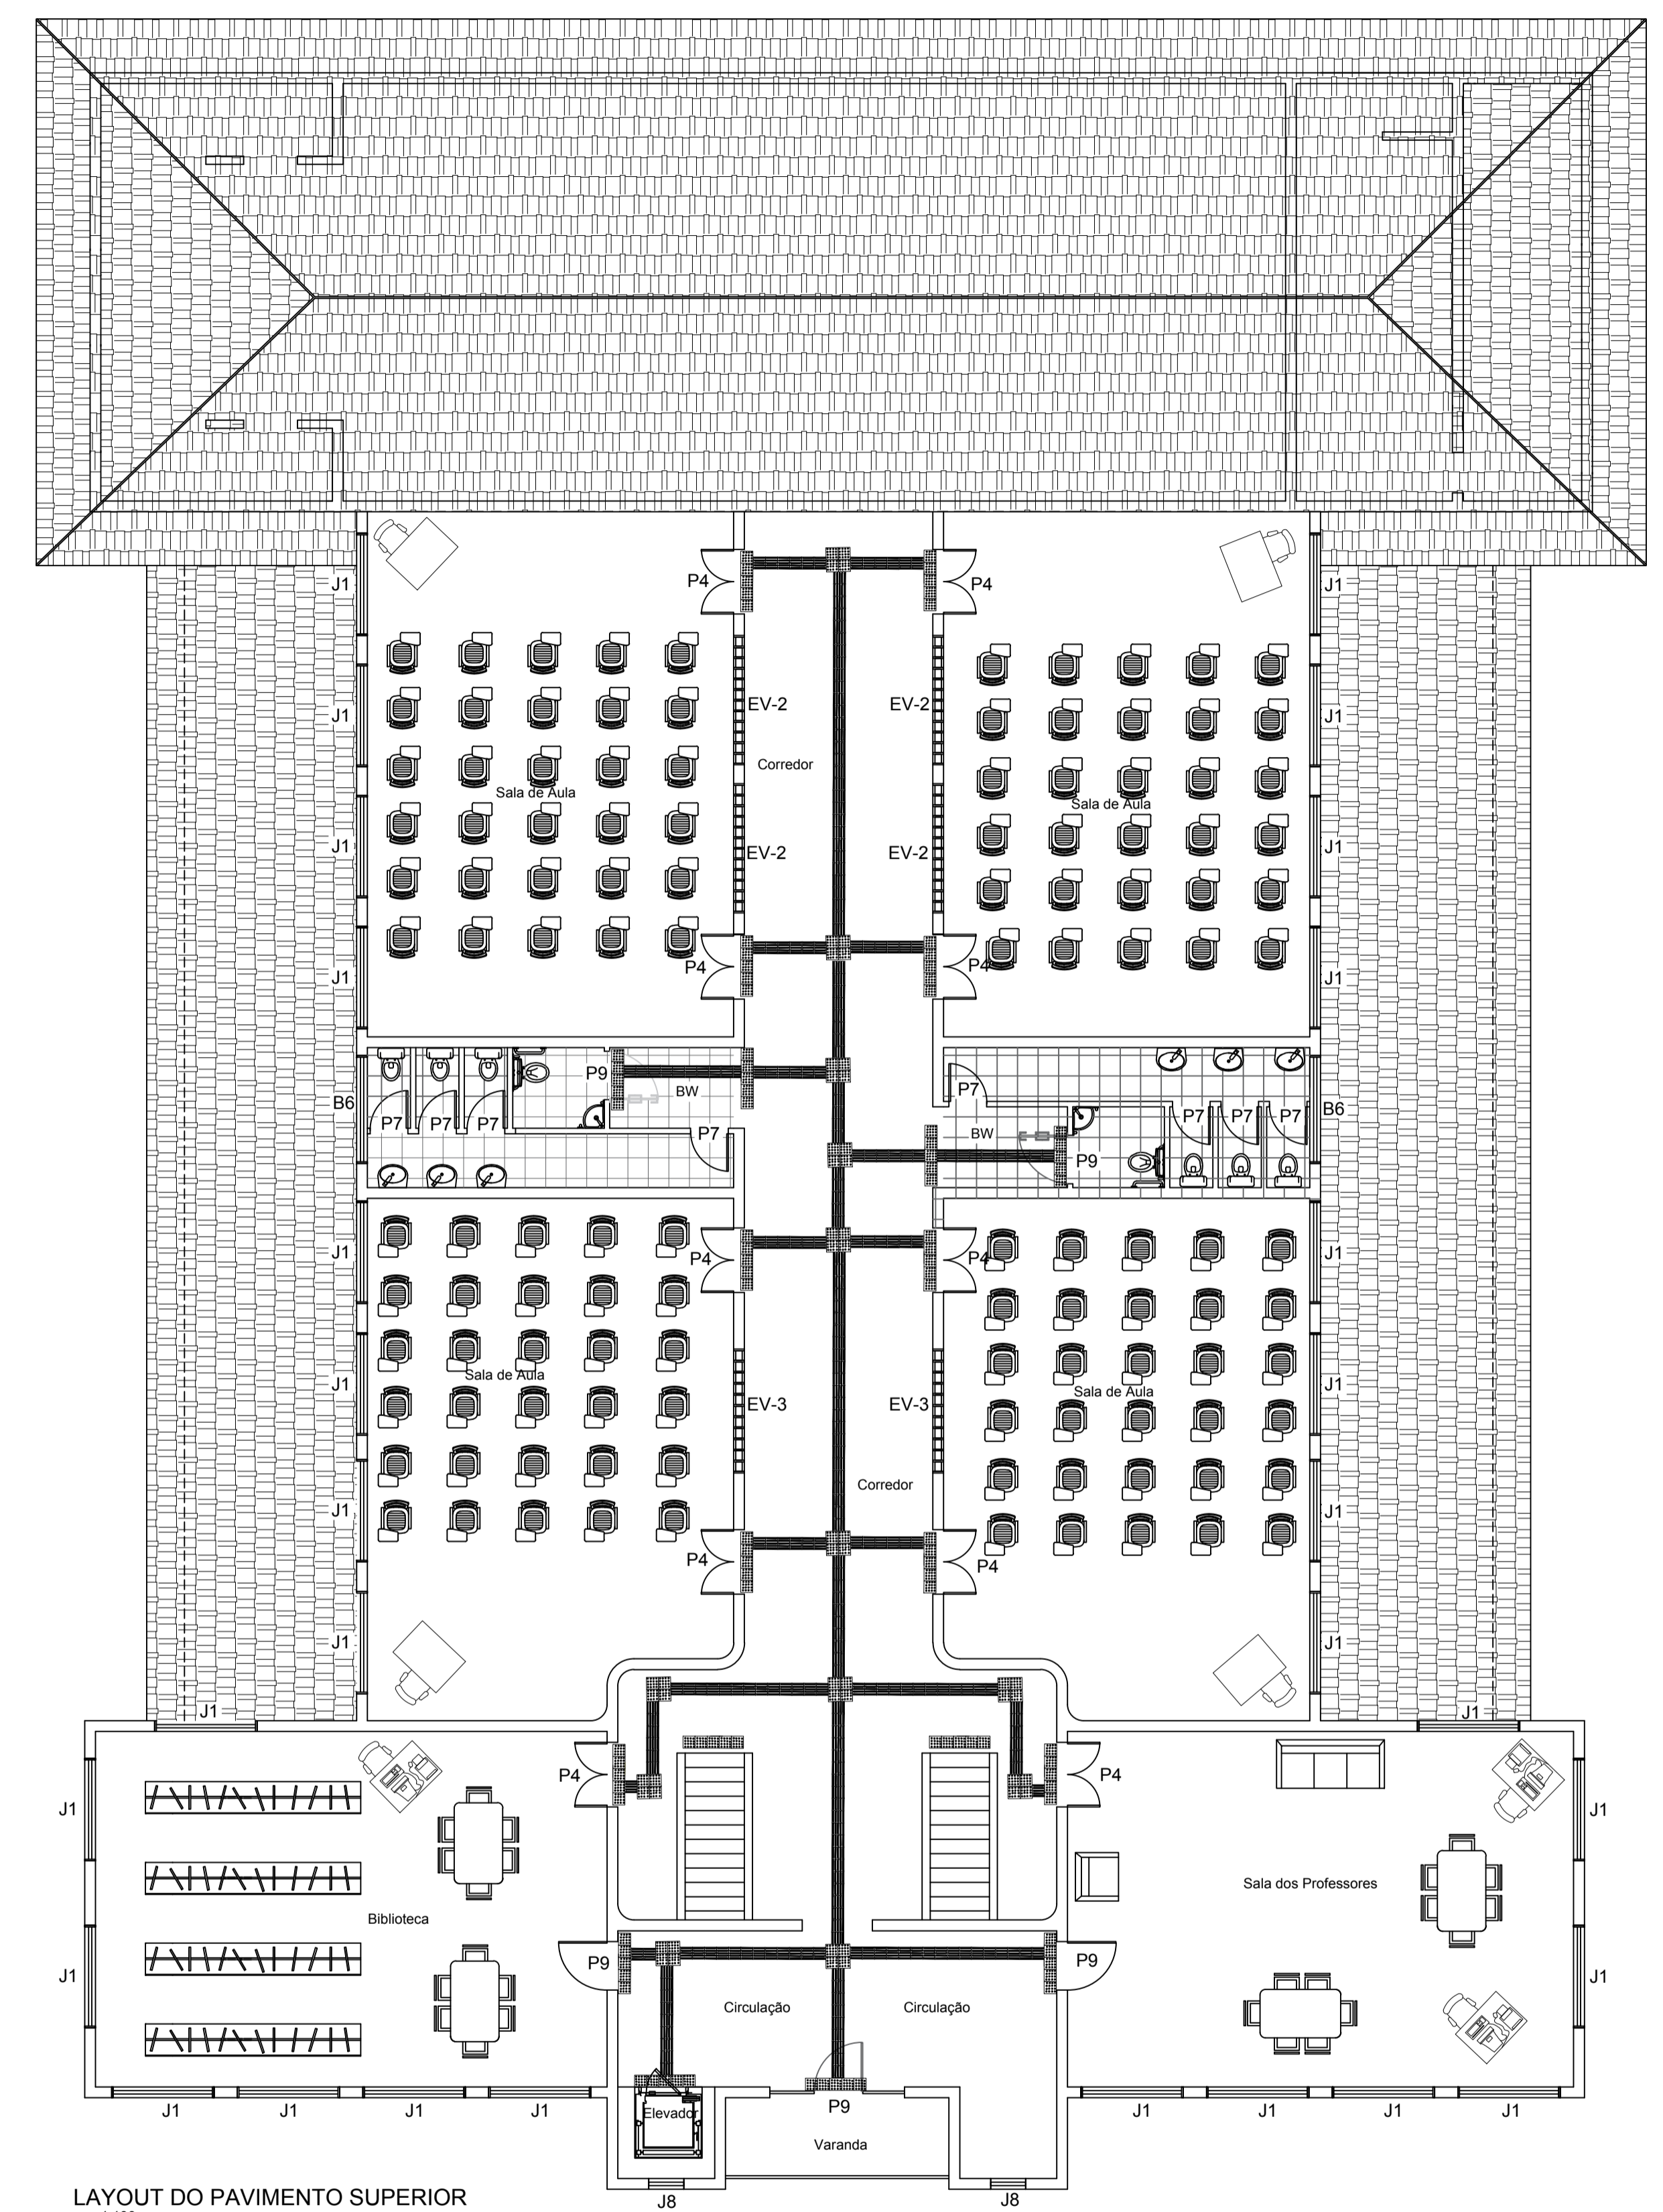 J1 P4 P4 J1
J1 EV-2 EV-2 J1
Corredor
Sala de Aula Sala de Aula
J1 EV-2 EV-2 J1
J1 P4 P4 J1
P9 BW P7
B6 P7 P7 P7 P7 P7 P7 P7 B6
BW P9
J1 P4 P4 J1
Sala de Aula J1 J1 Sala de Aula
EV-3 EV-3
Corredor
J1 J1
P4 P4
J1 J1
J1 J1
P4 P4
J1 J1
Sala dos Professores
Biblioteca
P9 P9
J1 J1
Circulação Circulação
J1 J1 J1 J1 Elevador P9 J1 J1 J1 J1
Varanda
LAYOUT DO PAVIMENTO SUPERIOR
J8 J8